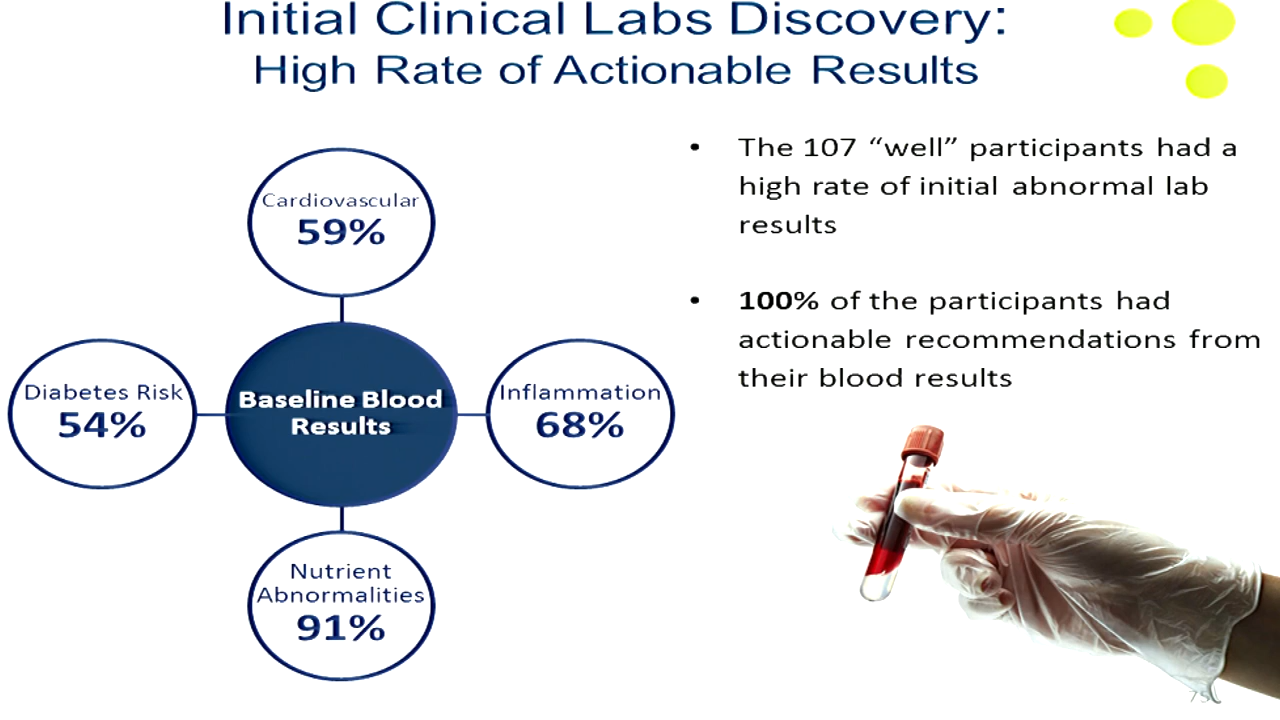 Initial Clinical Labs Discovery:
High Rate of Actionable Results
Cardiovascular
59%
Diabetes Risk
54%
Baseline Blood
Results
Inflammation
68%
Nutrient
Abnormalities
91%
• The 107 “well” participants had a
high rate of initial abnormal lab
results
• 100% of the participants had
actionable recommendations from
their blood results